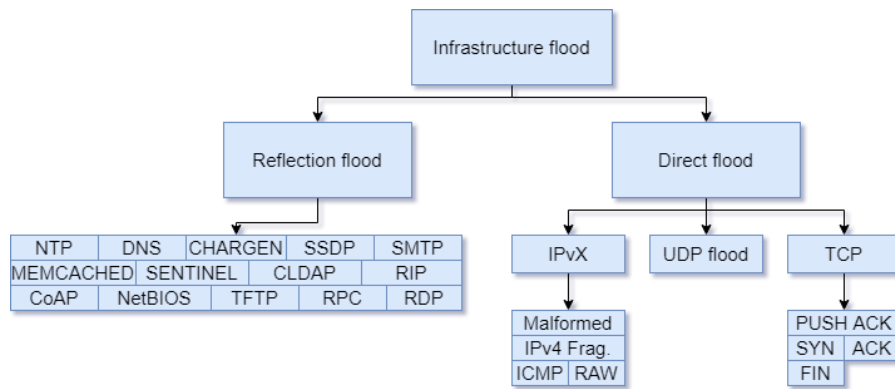 Infrastructure flood
Reflection flood
Direct flood
NTP DNS CHARGEN SSDP SMTP
MEMCACHED SENTINEL CLDAP RIP
CoAP NetBIOS TFTP RPC RDP
IPvX
UDP flood
TCP
Malformed
IPv4 Frag.
ICMP RAW
PUSH ACK
SYN ACK
FIN